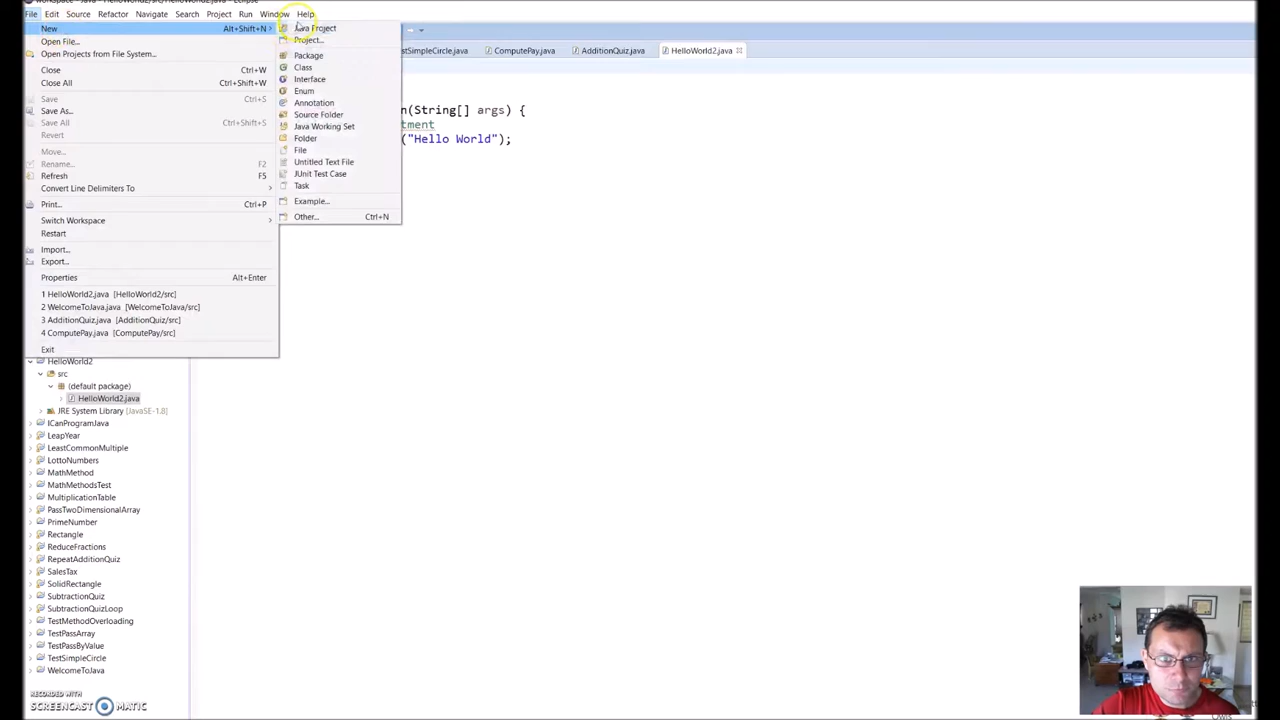 workspace - Java - HelloWorld2/src/HelloWorld2.java - Eclipse
File Edit Source Refactor Navigate Search Project Run Window Help
New Alt+Shift+N
Open File...
Open Projects from File System...
Close Ctrl+W
Close All Ctrl+Shift+W
Save Ctrl+S
Save As...
Save All Ctrl+Shift+S
Revert
Move...
Rename... F2
Refresh F5
Convert Line Delimiters To
Print... Ctrl+P
Switch Workspace
Restart
Import...
Export...
Properties Alt+Enter
1 HelloWorld2.java [HelloWorld2/src]
2 WelcomeToJava.java [WelcomeToJava/src]
3 AdditionQuiz.java [AdditionQuiz/src]
4 ComputePay.java [ComputePay/src]
Exit
Java Project
Project...
Package
Class
Interface
Enum
Annotation
Source Folder
Java Working Set
Folder
File
Untitled Text File
JUnit Test Case
Task
Example...
Other... Ctrl+N
stSimpleCircle.java ComputePay.java AdditionQuiz.java HelloWorld2.java
n(String[] args) {
tment
("Hello World");
HelloWorld2
src
(default package)
HelloWorld2.java
JRE System Library [JavaSE-1.8]
ICanProgramJava
LeapYear
LeastCommonMultiple
LottoNumbers
MathMethod
MathMethodsTest
MultiplicationTable
PassTwoDimensionalArray
PrimeNumber
Rectangle
ReduceFractions
RepeatAdditionQuiz
SalesTax
SolidRectangle
SubtractionQuiz
SubtractionQuizLoop
TestMethodOverloading
TestPassArray
TestPassByValue
TestSimpleCircle
WelcomeToJava
RECORDED WITH
SCREENCAST MATIC